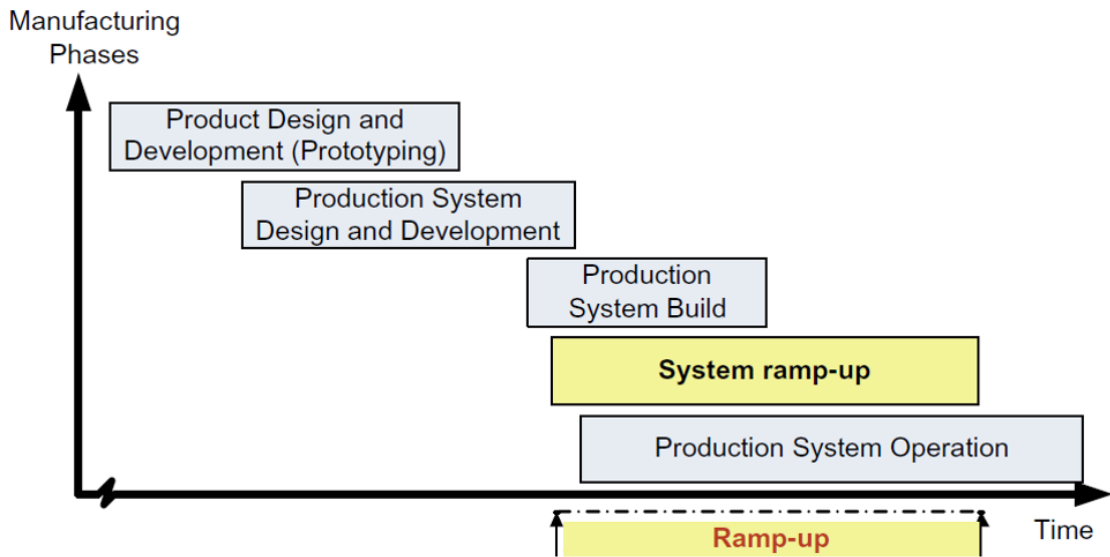 Manufacturing
Phases
Product Design and
Development (Prototyping)
Production System
Design and Development
Production
System Build
System ramp-up
Production System Operation
Time
Ramp-up